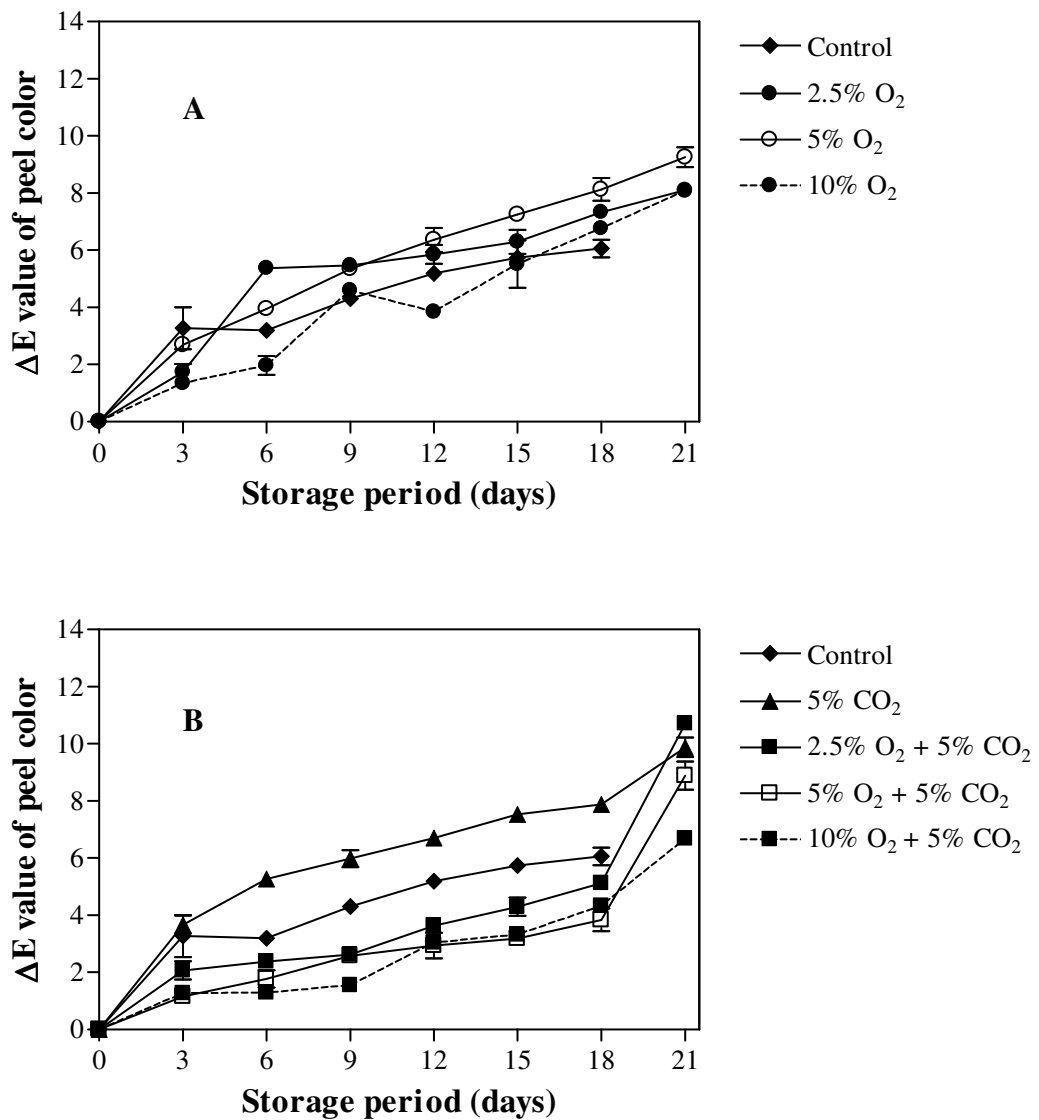 14
12
10
8
6
4
2
0
ΔE value of peel color
A
0 3 6 9 12 15 18 21
Storage period (days)
Control
2.5% O₂
5% O₂
10% O₂
14
12
10
8
6
4
2
0
ΔE value of peel color
B
0 3 6 9 12 15 18 21
Storage period (days)
Control
5% CO₂
2.5% O₂ + 5% CO₂
5% O₂ + 5% CO₂
10% O₂ + 5% CO₂